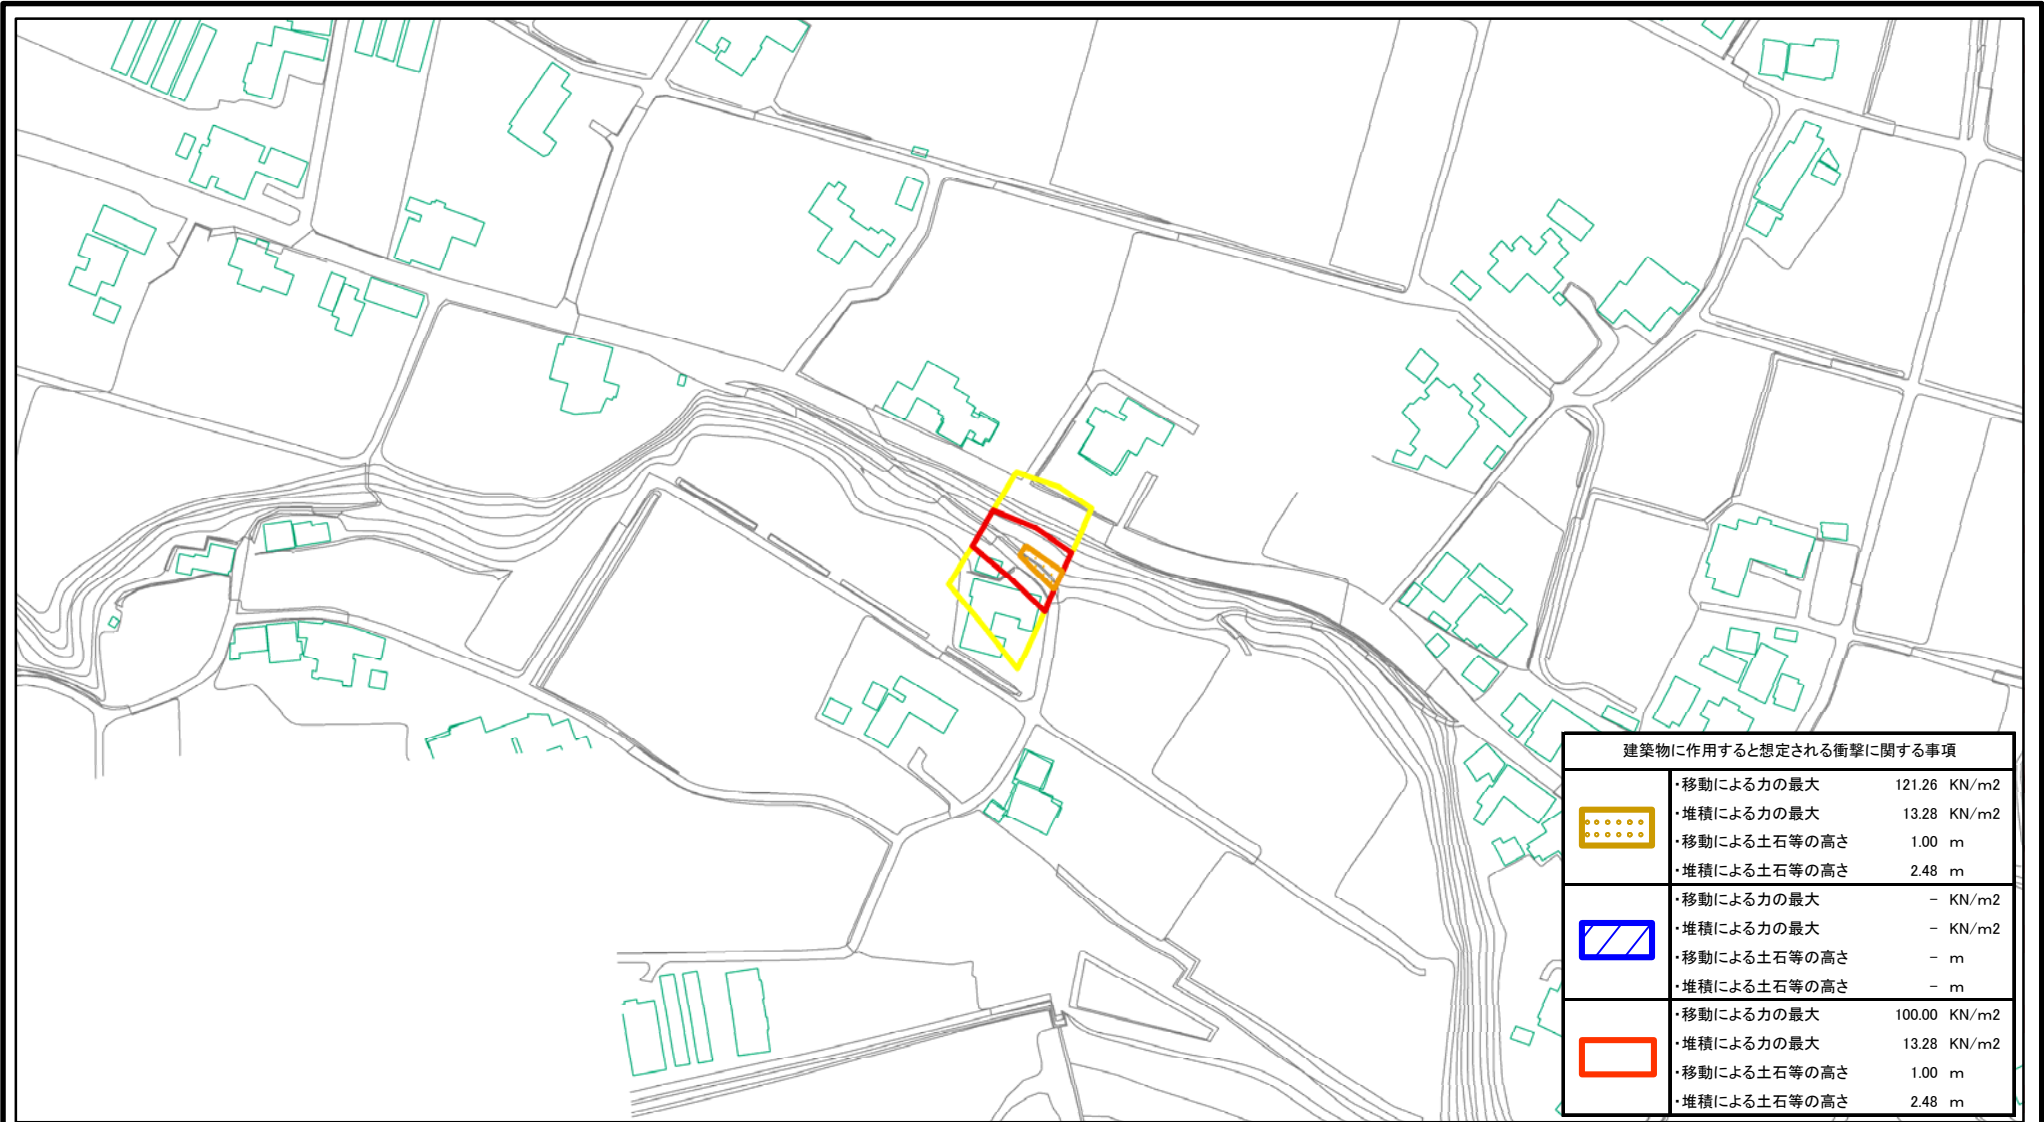 建築物に作用すると想定される衝撃に関する事項
・移動による力の最大 121.26 KN/m2
・堆積による力の最大 13.28 KN/m2
・移動による土石等の高さ 1.00 m
・堆積による土石等の高さ 2.48 m
・移動による力の最大 - KN/m2
・堆積による力の最大 - KN/m2
・移動による土石等の高さ - m
・堆積による土石等の高さ - m
・移動による力の最大 100.00 KN/m2
・堆積による力の最大 13.28 KN/m2
・移動による土石等の高さ 1.00 m
・堆積による土石等の高さ 2.48 m